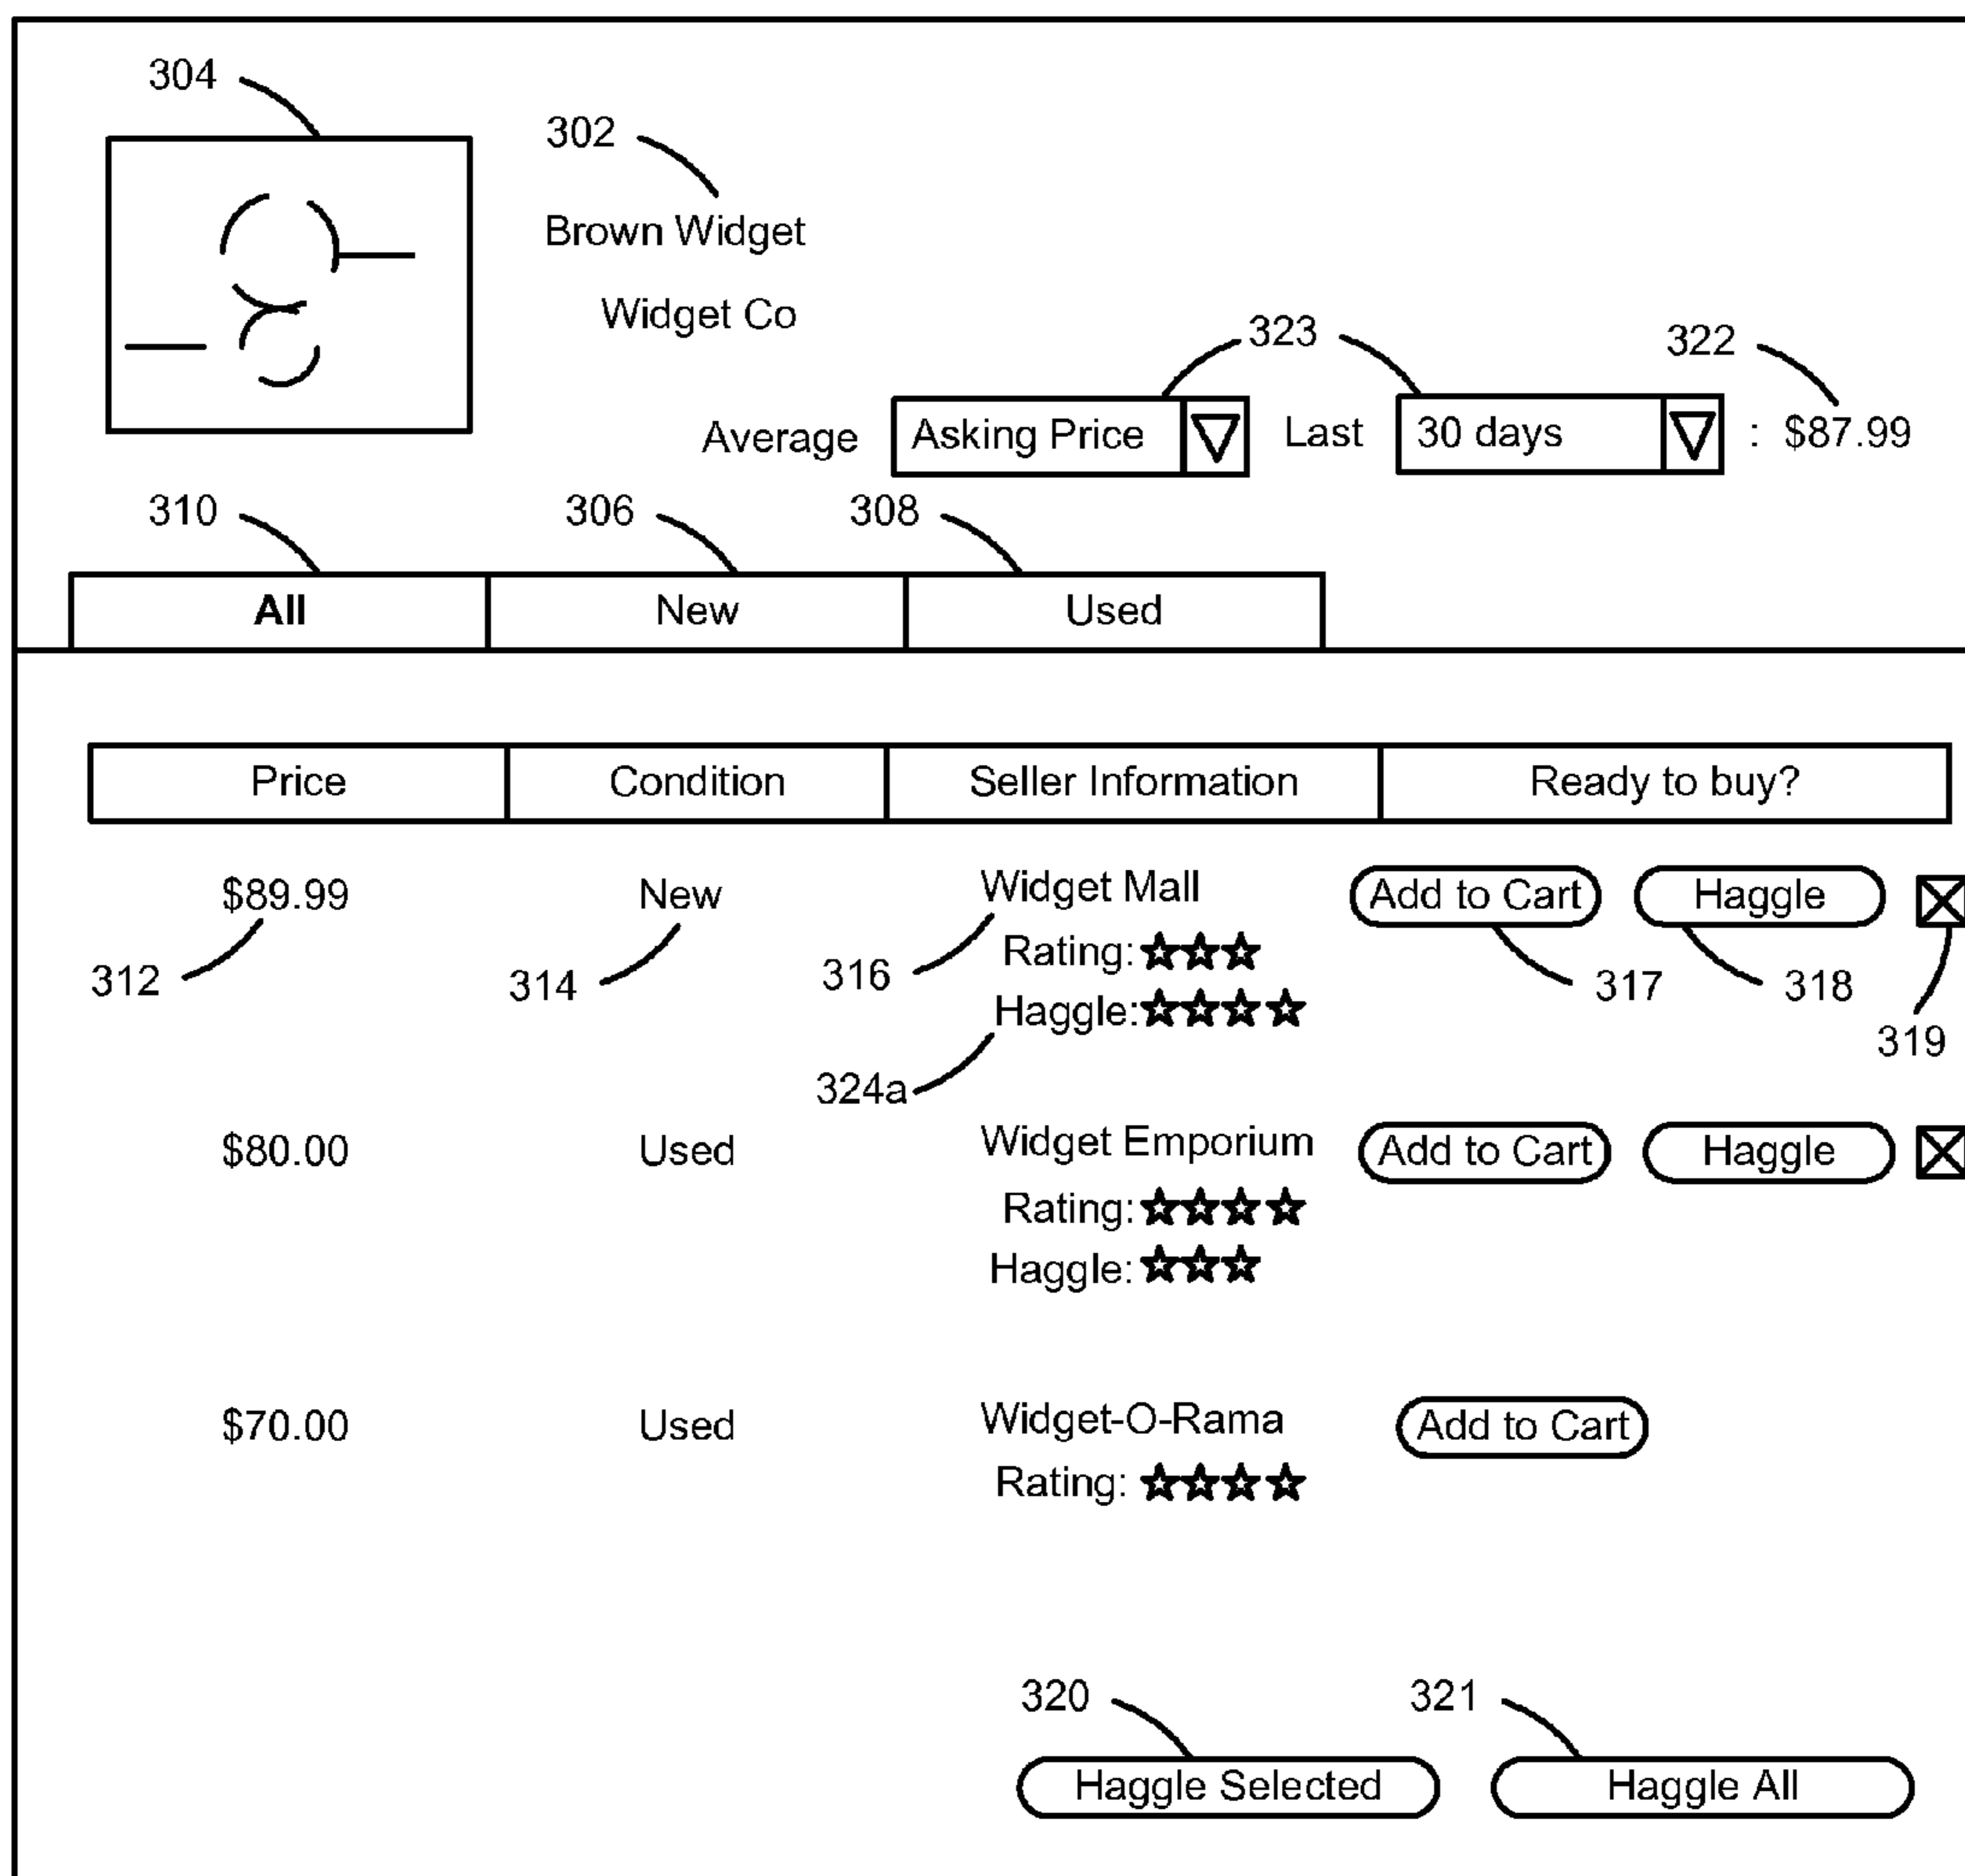 304
302
Brown Widget
Widget Co
323
322
Average Asking Price Last 30 days : $87.99
310 306 308
All New Used
Price Condition Seller Information Ready to buy?
$89.99 New Widget Mall Add to Cart Haggle
Rating:
312 314 316 317 318
Haggle:
319
324a
$80.00 Used Widget Emporium Add to Cart Haggle
Rating:
Haggle:
$70.00 Used Widget-O-Rama Add to Cart
Rating:
320 321
Haggle Selected Haggle All